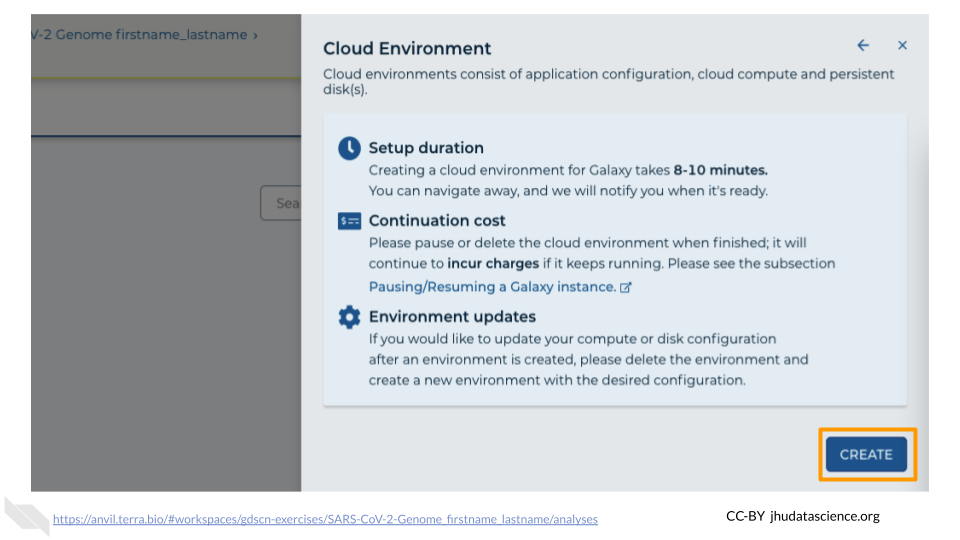 V-2 Genome firstname_lastname ›
Cloud Environment
Cloud environments consist of application configuration, cloud compute and persistent
disk(s).
Setup duration
Creating a cloud environment for Galaxy takes 8-10 minutes.
You can navigate away, and we will notify you when it's ready.
Sea
Continuation cost
Please pause or delete the cloud environment when finished; it will
continue to incur charges if it keeps running. Please see the subsection
Pausing/Resuming a Galaxy instance.
Environment updates
If you would like to update your compute or disk configuration
after an environment is created, please delete the environment and
create a new environment with the desired configuration.
CREATE
https://anvil.terra.bio/#workspaces/gdscn-exercises/SARS-CoV-2-Genome_firstname_lastname/analyses
CC-BY jhudatascience.org